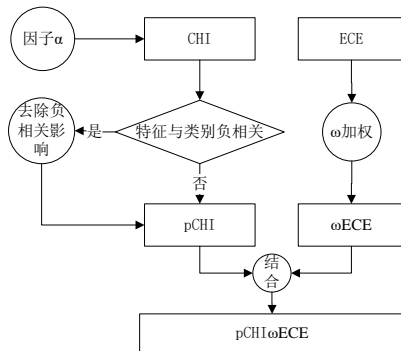 因子α
CHI
ECE
去除负
相关影
响
是
特征与类别负相关
ω加权
否
pCHI
ωECE
结
合
pCHIωECE